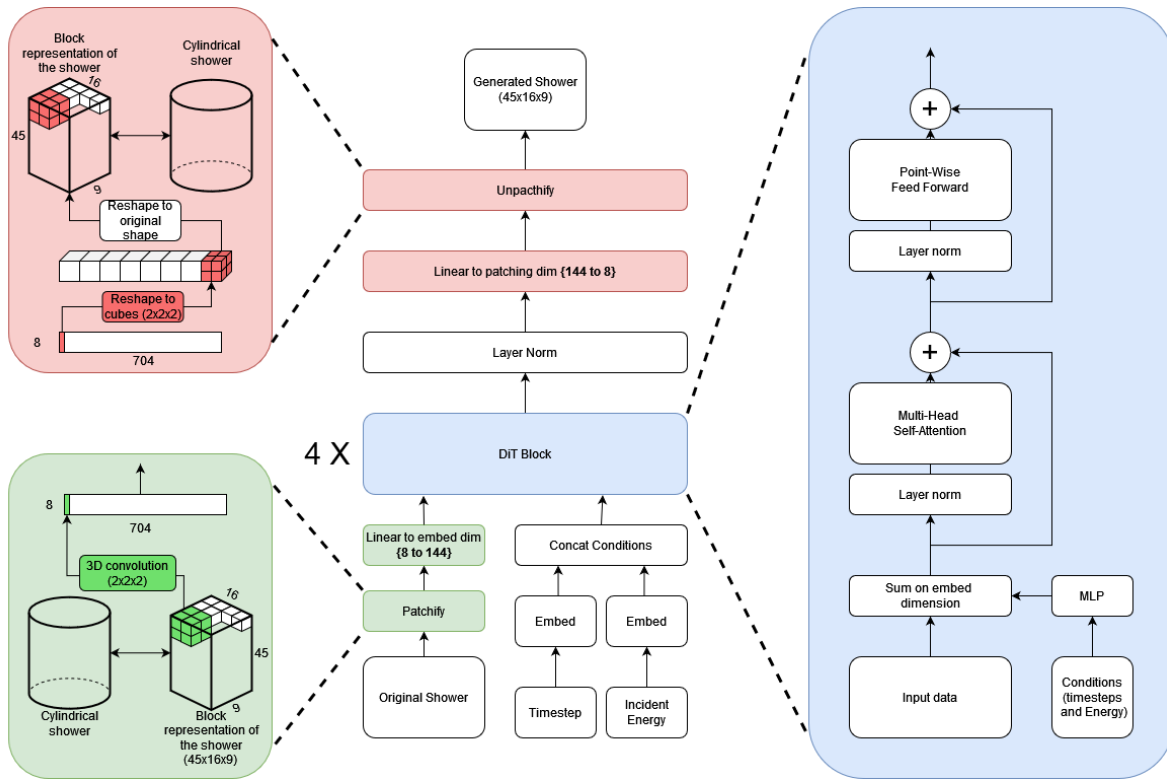 Block
representation of
the shower
16
45
9
Cylindrical
shower
Reshape to
original
shape
Reshape to
cubes (2x2x2)
8
704
8
704
3D convolution
(2x2x2)
16
45
9
Cylindrical
shower
Block
representation of
the shower
(45x16x9)
Generated Shower
(45x16x9)
Unpacthify
Linear to patching dim {144 to 8}
Layer Norm
4 X
DiT Block
Linear to embed dim
{8 to 144}
Concat Conditions
Patchify
Embed
Embed
Original Shower
Timestep
Incident
Energy
+
Point-Wise
Feed Forward
Layer norm
+
Multi-Head
Self-Attention
Layer norm
Sum on embed
dimension
MLP
Input data
Conditions
(timesteps
and Energy)